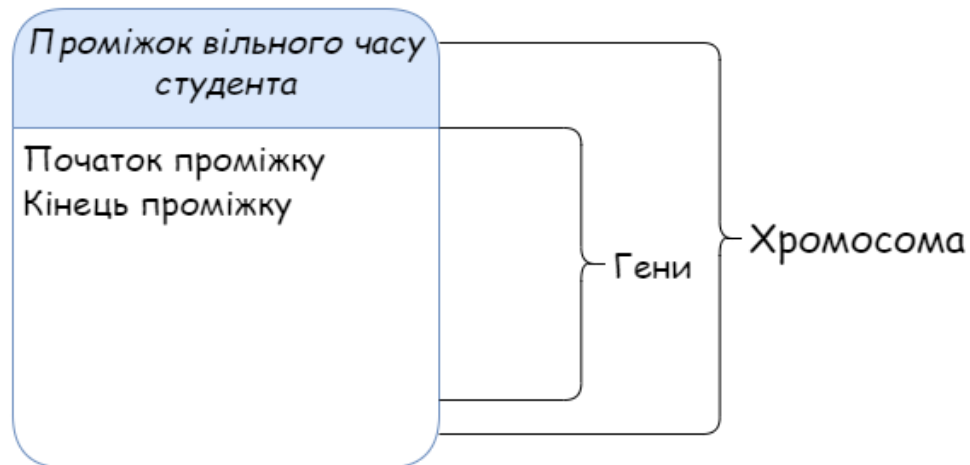 Проміжок вільного часу
студента
Початок проміжку
Кінець проміжку
Гени
Хромосома